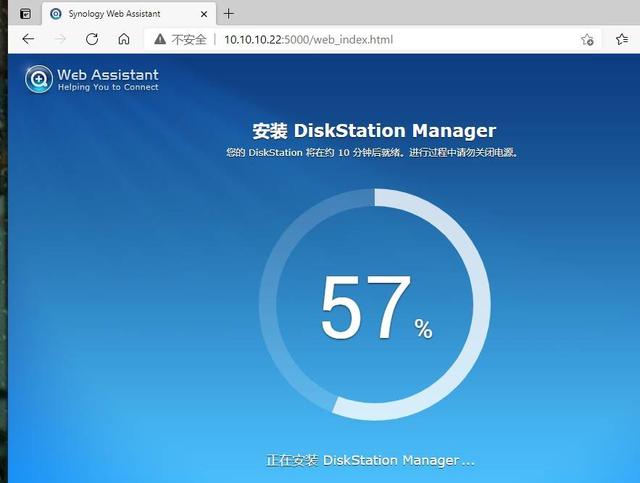 Synology Web Assistant
不安全
10.10.10.22:5000/web_index.html
Web Assistant
Helping You to Connect
安装 DiskStation Manager
您的 DiskStation 将在约 10 分钟后就绪。进行过程中请勿关闭电源。
57%
正在安装 DiskStation Manager...